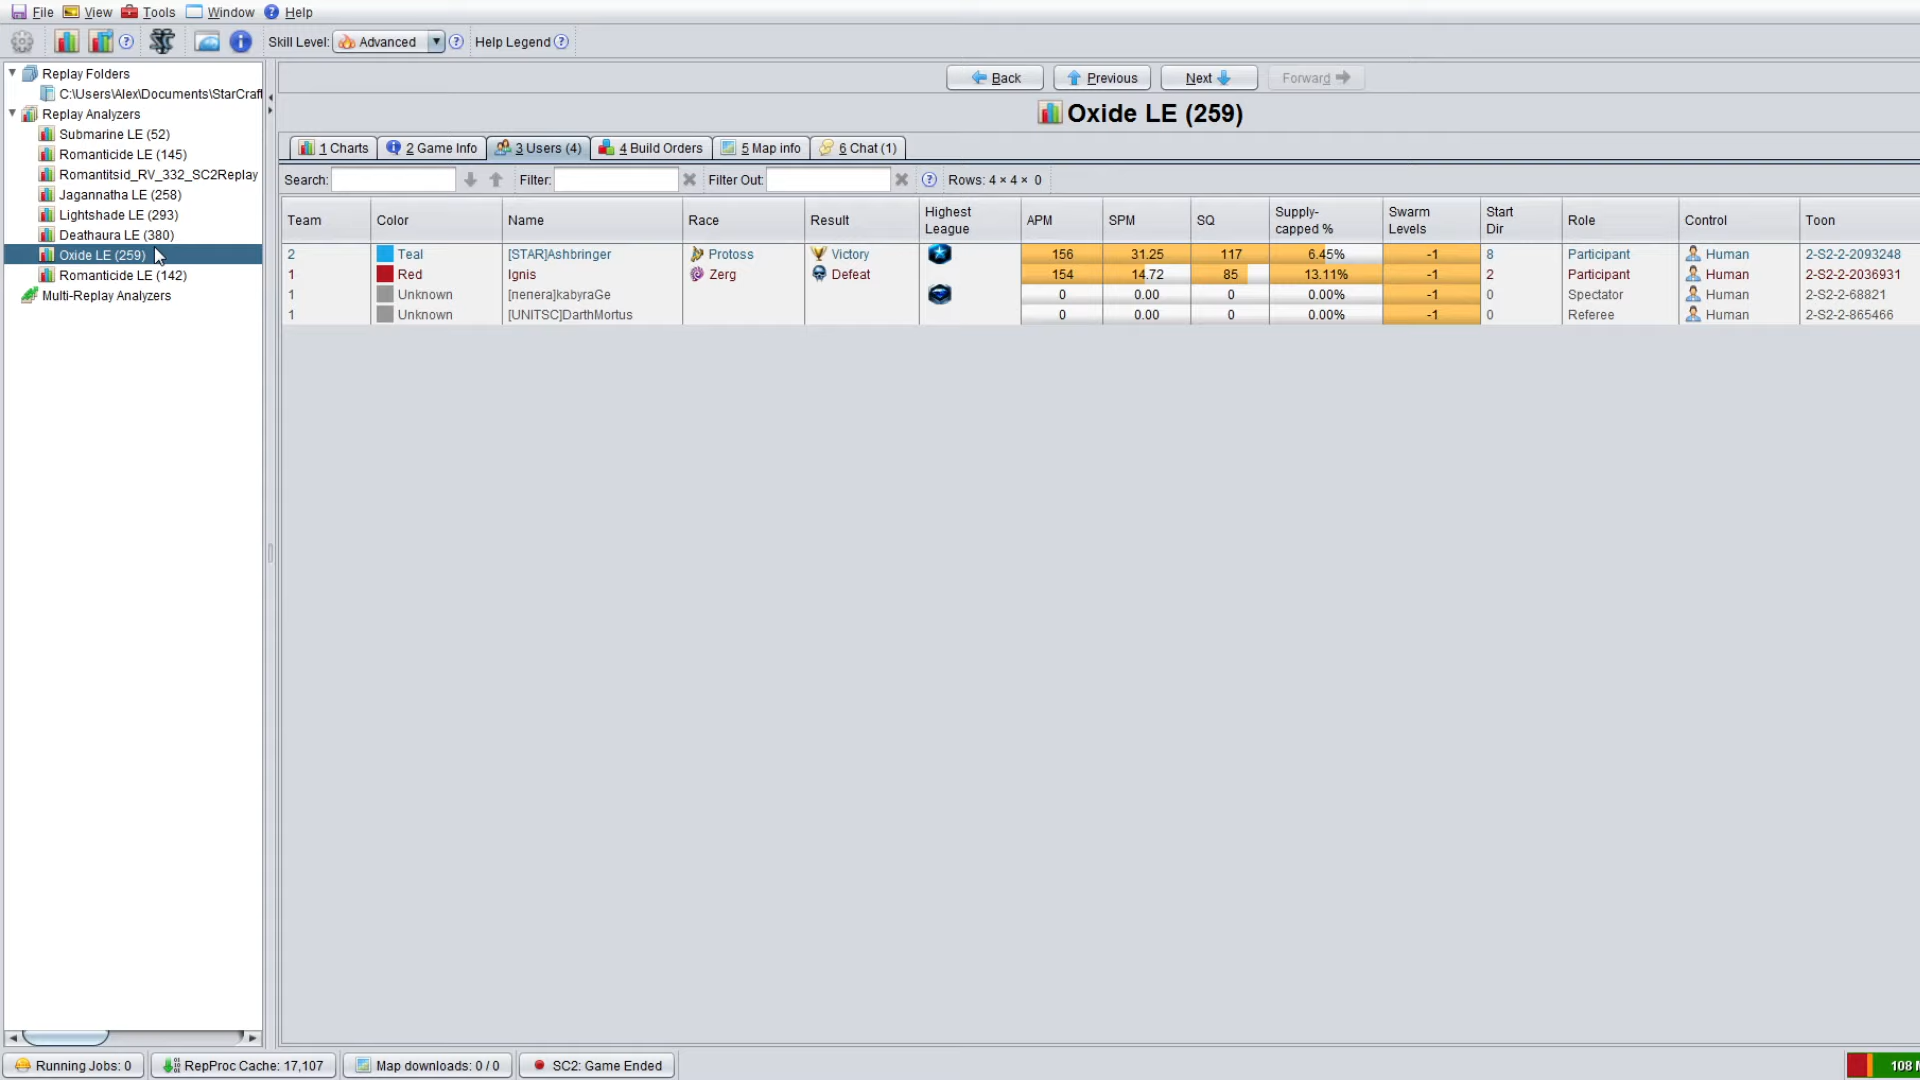 File View Tools Window Help
Skill Level: Advanced Help Legend
Replay Folders
C:\Users\Alex\Documents\StarCraft
Replay Analyzers
Submarine LE (52)
Romanticide LE (145)
Romantitsid_RV_332_SC2Replay
Jagannatha LE (258)
Lightshade LE (293)
Deathaura LE (380)
Oxide LE (259)
Romanticide LE (142)
Multi-Replay Analyzers
Back Previous Next Forward
Oxide LE (259)
1 Charts 2 Game Info 3 Users (4) 4 Build Orders 5 Map info 6 Chat (1)
Search: Filter: Filter Out: Rows: 4 × 4 × 0
Team Color Name Race Result Highest League APM SPM SQ Supply-capped % Swarm Levels Start Dir Role Control Toon
2 Teal [STAR]Ashbringer Protoss Victory 156 31.25 117 6.45% -1 8 Participant Human 2-S2-2-2093248
1 Red Ignis Zerg Defeat 154 14.72 85 13.11% -1 2 Participant Human 2-S2-2-2036931
1 Unknown [nenera]kabyraGe 0 0.00 0 0.00% -1 0 Spectator Human 2-S2-2-68821
1 Unknown [UNITSC]DarthMortus 0 0.00 0 0.00% -1 0 Referee Human 2-S2-2-865466
Running Jobs: 0 RepProc Cache: 17,107 Map downloads: 0 / 0 SC2: Game Ended 108